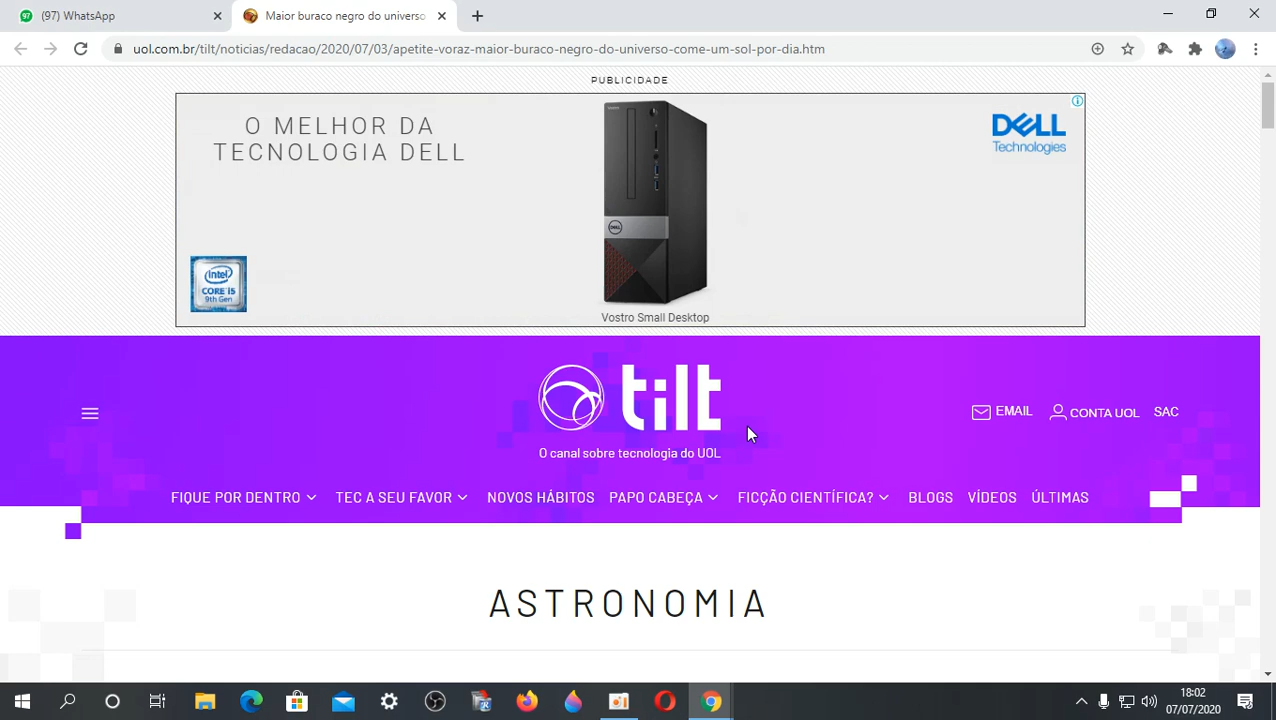 (97) WhatsApp
Maior buraco negro do universo
uol.com.br/tilt/noticias/redacao/2020/07/03/apetite-voraz-maior-buraco-negro-do-universo-come-um-sol-por-dia.htm
PUBLICIDADE
O MELHOR DA
TECNOLOGIA DELL
DELL
Technologies
DELL
intel
CORE i5
9th Gen
Vostro Small Desktop
tilt
O canal sobre tecnologia do UOL
EMAIL
CONTA UOL
SAC
FIQUE POR DENTRO
TEC A SEU FAVOR
NOVOS HÁBITOS
PAPO CABEÇA
FICÇÃO CIENTÍFICA?
BLOGS
VÍDEOS
ÚLTIMAS
ASTRONOMIA
18:02
07/07/2020